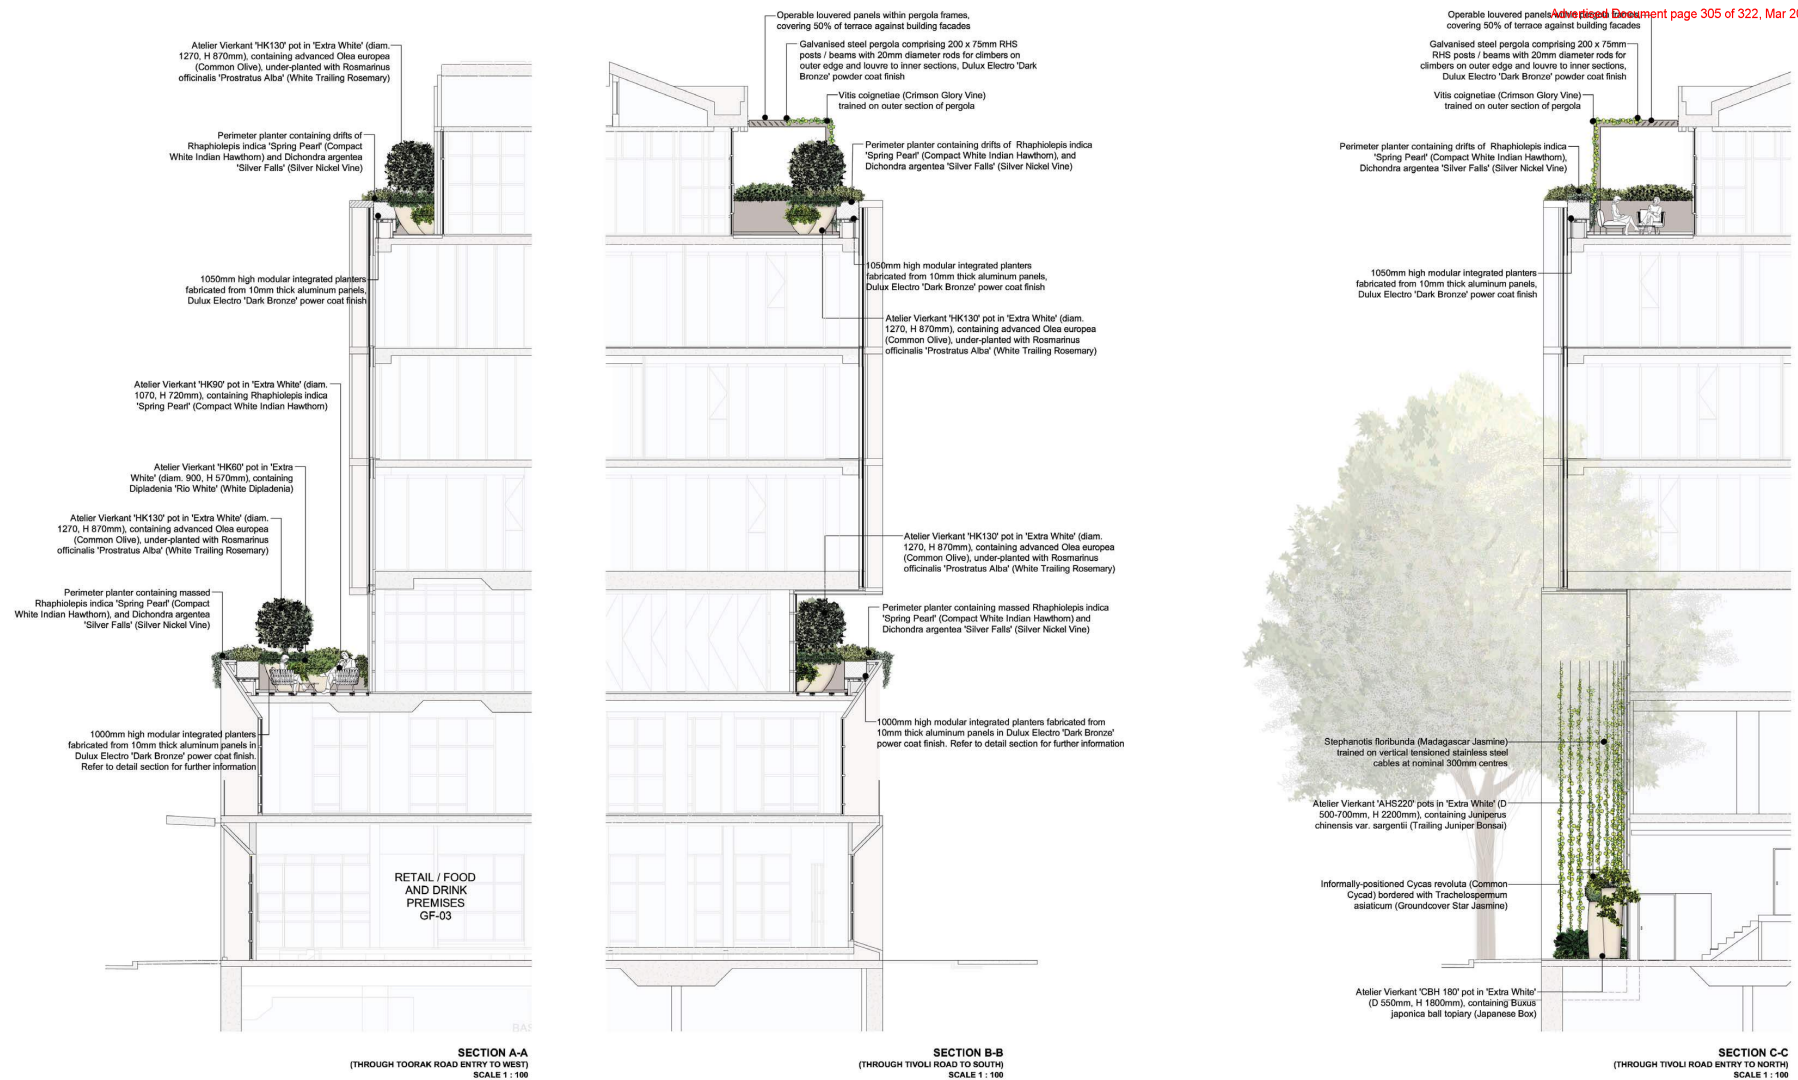 Atelier Vierkant 'HK130' pot in 'Extra White' (diam.
1270, H 870mm), containing advanced Olea europea
(Common Olive), under-planted with Rosmarinus
officinalis 'Prostratus Alba' (White Trailing Rosemary)
Perimeter planter containing drifts of
Rhaphiolepis indica 'Spring Pearl' (Compact
White Indian Hawthorn) and Dichondra argentea
'Silver Falls' (Silver Nickel Vine)
1050mm high modular integrated planters
fabricated from 10mm thick aluminum panels,
Dulux Electro 'Dark Bronze' power coat finish
Atelier Vierkant 'HK90' pot in 'Extra White' (diam.
1070, H 720mm), containing Rhaphiolepis indica
'Spring Pearl' (Compact White Indian Hawthorn)
Atelier Vierkant 'HK60' pot in 'Extra
White' (diam. 900, H 570mm), containing
Dipladenia 'Rio White' (White Dipladenia)
Atelier Vierkant 'HK130' pot in 'Extra White' (diam.
1270, H 870mm), containing advanced Olea europea
(Common Olive), under-planted with Rosmarinus
officinalis 'Prostratus Alba' (White Trailing Rosemary)
Perimeter planter containing massed
Rhaphiolepis indica 'Spring Pearl' (Compact
White Indian Hawthorn), and Dichondra argentea
'Silver Falls' (Silver Nickel Vine)
1000mm high modular integrated planters
fabricated from 10mm thick aluminum panels in
Dulux Electro 'Dark Bronze' power coat finish.
Refer to detail section for further information
RETAIL / FOOD
AND DRINK
PREMISES
GF-03
BAS
SECTION A-A
(THROUGH TOORAK ROAD ENTRY TO WEST)
SCALE 1 : 100
Operable louvered panels within pergola frames,
covering 50% of terrace against building facades
Galvanised steel pergola comprising 200 x 75mm RHS
posts / beams with 20mm diameter rods for climbers on
outer edge and louvre to inner sections, Dulux Electro 'Dark
Bronze' powder coat finish
Vitis coignetiae (Crimson Glory Vine)
trained on outer section of pergola
Perimeter planter containing drifts of  Rhaphiolepis indica
'Spring Pearl' (Compact White Indian Hawthorn), and
Dichondra argentea 'Silver Falls' (Silver Nickel Vine)
1050mm high modular integrated planters
fabricated from 10mm thick aluminum panels,
Dulux Electro 'Dark Bronze' power coat finish
Atelier Vierkant 'HK130' pot in 'Extra White' (diam.
1270, H 870mm), containing advanced Olea europea
(Common Olive), under-planted with Rosmarinus
officinalis 'Prostratus Alba' (White Trailing Rosemary)
Atelier Vierkant 'HK130' pot in 'Extra White' (diam.
1270, H 870mm), containing advanced Olea europea
(Common Olive), under-planted with Rosmarinus
officinalis 'Prostratus Alba' (White Trailing Rosemary)
Perimeter planter containing massed Rhaphiolepis indica
'Spring Pearl' (Compact White Indian Hawthorn) and
Dichondra argentea 'Silver Falls' (Silver Nickel Vine)
1000mm high modular integrated planters fabricated from
10mm thick aluminum panels in Dulux Electro 'Dark Bronze'
power coat finish. Refer to detail section for further information
SECTION B-B
(THROUGH TIVOLI ROAD TO SOUTH)
SCALE 1 : 100
Advertised Document page 305 of 322, Mar 20
Operable louvered panels within pergola frames,
covering 50% of terrace against building facades
Galvanised steel pergola comprising 200 x 75mm
RHS posts / beams with 20mm diameter rods for
climbers on outer edge and louvre to inner sections,
Dulux Electro 'Dark Bronze' powder coat finish
Vitis coignetiae (Crimson Glory Vine)
trained on outer section of pergola
Perimeter planter containing drifts of  Rhaphiolepis indica
'Spring Pearl' (Compact White Indian Hawthorn),
Dichondra argentea 'Silver Falls' (Silver Nickel Vine)
1050mm high modular integrated planters
fabricated from 10mm thick aluminum panels,
Dulux Electro 'Dark Bronze' power coat finish
Stephanotis floribunda (Madagascar Jasmine)
trained on vertical tensioned stainless steel
cables at nominal 300mm centres
Atelier Vierkant 'AHS220' pots in 'Extra White' (D
500-700mm, H 2200mm), containing Juniperus
chinensis var. sargentii (Trailing Juniper Bonsai)
Informally-positioned Cycas revoluta (Common
Cycad) bordered with Trachelospermum
asiaticum (Groundcover Star Jasmine)
Atelier Vierkant 'CBH 180' pot in 'Extra White'
(D 550mm, H 1800mm), containing Buxus
japonica ball topiary (Japanese Box)
SECTION C-C
(THROUGH TIVOLI ROAD ENTRY TO NORTH)
SCALE 1 : 100